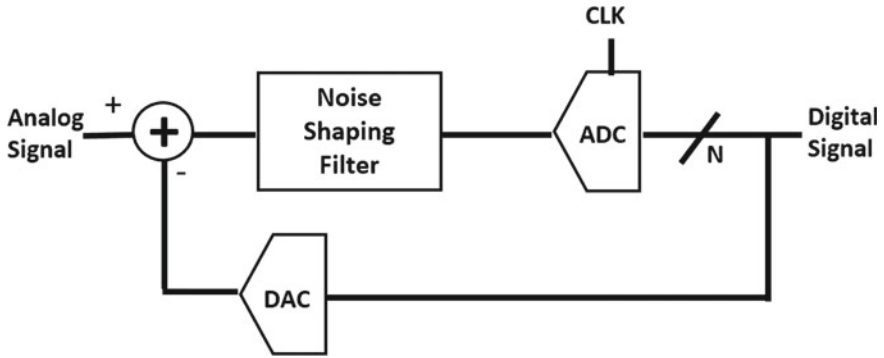 CLK
Analog
Signal
+
+
-
Noise
Shaping
Filter
ADC
N
Digital
Signal
DAC